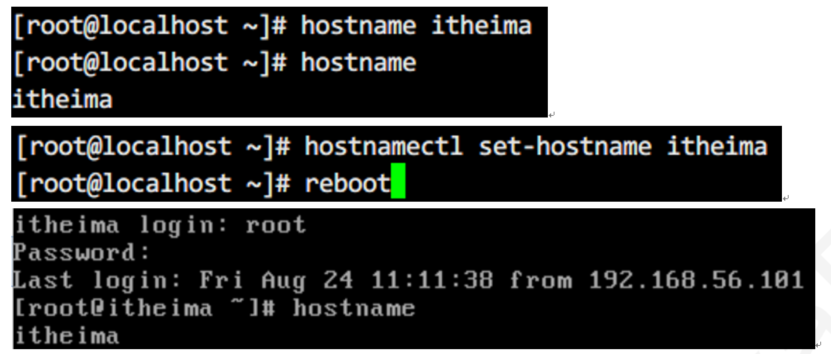 [root@localhost ~]# hostname itheima
[root@localhost ~]# hostname
itheima
[root@localhost ~]# hostnamectl set-hostname itheima
[root@localhost ~]# reboot
itheima login: root
Password:
Last login: Fri Aug 24 11:11:38 from 192.168.56.101
[root@itheima ~]# hostname
itheima